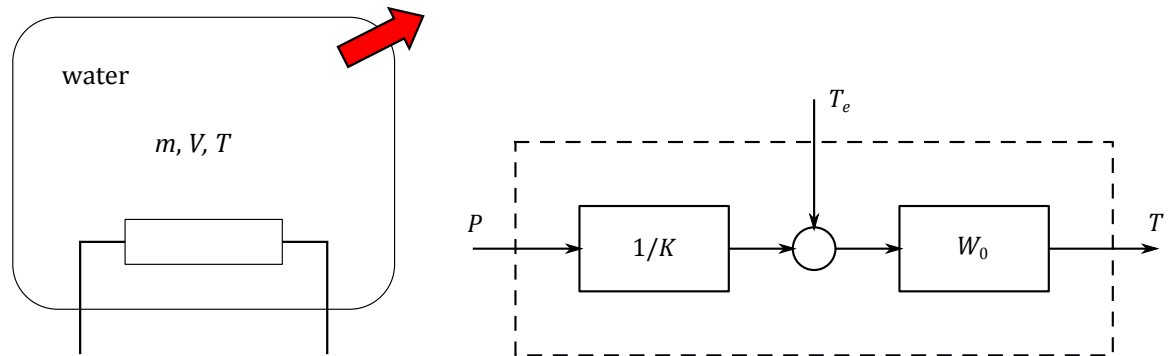 water
m, V, T
T_e
P
1/K
W_0
T